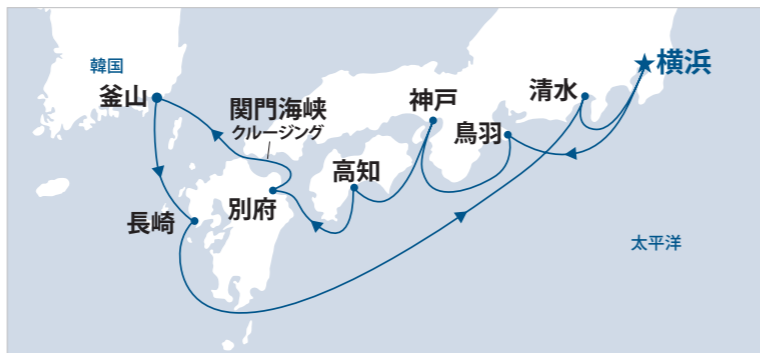 韓国
釜山
関門海峡
クルージング
神戸
清水
★横浜
鳥羽
高知
別府
長崎
太平洋